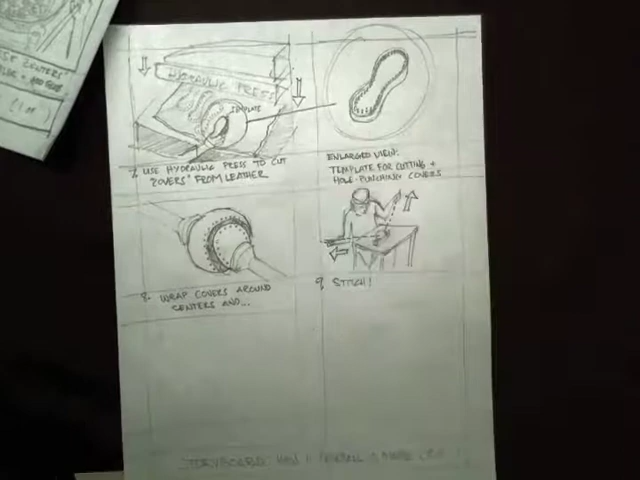 HYDRAULIC PRESS
TEMPLATE
7. USE HYDRAULIC PRESS TO CUT
"COVERS" FROM LEATHER
ENLARGED VIEW:
TEMPLATE FOR CUTTING +
HOLE-PUNCHING COVERS
8. WRAP COVERS AROUND
CENTERS AND...
9. STITCH!